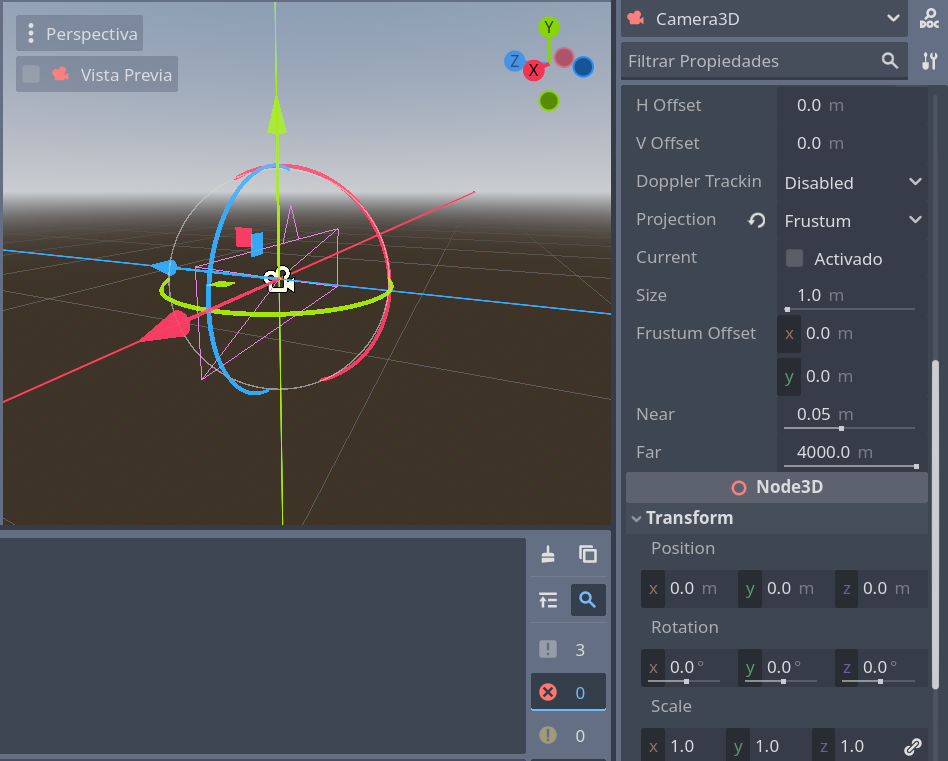 Perspectiva
Vista Previa
Y
Z
X
3
0
0
Camera3D
DOC
Filtrar Propiedades
H Offset 0.0 m
V Offset 0.0 m
Doppler Trackin Disabled
Projection Frustum
Current Activado
Size 1.0 m
Frustum Offset x 0.0 m
y 0.0 m
Near 0.05 m
Far 4000.0 m
Node3D
Transform
Position
x 0.0 m y 0.0 m z 0.0 m
Rotation
x 0.0 ° y 0.0 ° z 0.0 °
Scale
x 1.0 y 1.0 z 1.0